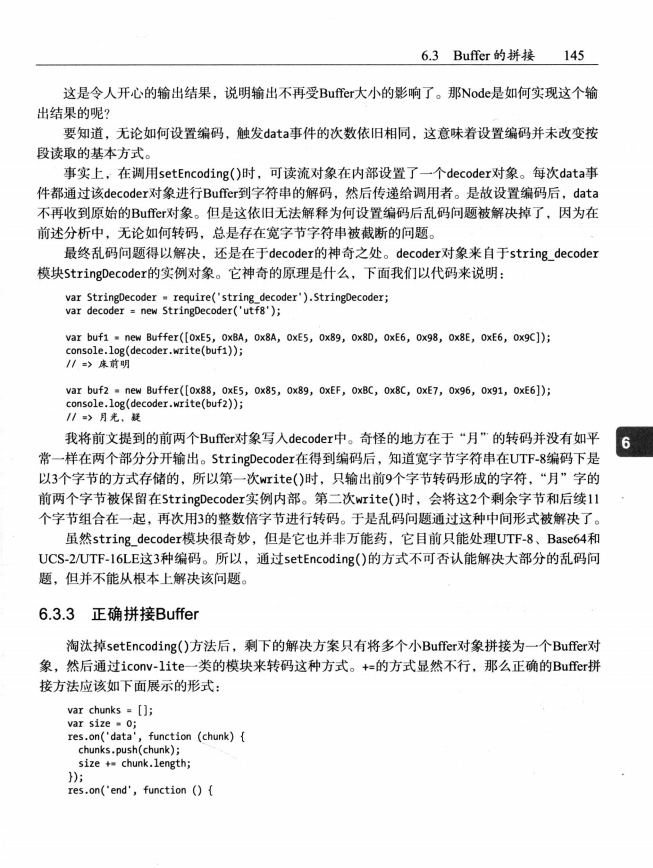 6.3 Buffer的拼接 145
这是令人开心的输出结果，说明输出不再受Buffer大小的影响了。那Node是如何实现这个输
出结果的呢？
要知道，无论如何设置编码，触发data事件的次数依旧相同，这意味着设置编码并未改变按
段读取的基本方式。
事实上，在调用setEncoding()时，可读流对象在内部设置了一个decoder对象。每次data事
件都通过该decoder对象进行Buffer到字符串的解码，然后传递给调用者。是故设置编码后，data
不再收到原始的Buffer对象。但是这依旧无法解释为何设置编码后乱码问题被解决掉了，因为在
前述分析中，无论如何转码，总是存在宽字节字符串被截断的问题。
最终乱码问题得以解决，还是在于decoder的神奇之处。decoder对象来自于string_decoder
模块StringDecoder的实例对象。它神奇的原理是什么，下面我们以代码来说明：
var StringDecoder = require('string_decoder').StringDecoder;
var decoder = new StringDecoder('utf8');
var buf1 = new Buffer([0xE5, 0xBA, 0x8A, 0xE5, 0x89, 0x8D, 0xE6, 0x98, 0x8E, 0xE6, 0x9C]);
console.log(decoder.write(buf1));
// => 床前明
var buf2 = new Buffer([0x88, 0xE5, 0x85, 0x89, 0xEF, 0xBC, 0x8C, 0xE7, 0x96, 0x91, 0xE6]);
console.log(decoder.write(buf2));
// => 月光，疑
我将前文提到的前两个Buffer对象写入decoder中。奇怪的地方在于“月”的转码并没有如平
常一样在两个部分分开输出。StringDecoder在得到编码后，知道宽字节字符串在UTF-8编码下是
以3个字节的方式存储的，所以第一次write()时，只输出前9个字节转码形成的字符，“月”字的
前两个字节被保留在StringDecoder实例内部。第二次write()时，会将这2个剩余字节和后续11
个字节组合在一起，再次用3的整数倍字节进行转码。于是乱码问题通过这种中间形式被解决了。
虽然string_decoder模块很奇妙，但是它也并非万能药，它目前只能处理UTF-8、Base64和
UCS-2/UTF-16LE这3种编码。所以，通过setEncoding()的方式不可否认能解决大部分的乱码问
题，但并不能从根本上解决该问题。
6
6.3.3 正确拼接Buffer
淘汰掉setEncoding()方法后，剩下的解决方案只有将多个小Buffer对象拼接为一个Buffer对
象，然后通过iconv-lite一类的模块来转码这种方式。+=的方式显然不行，那么正确的Buffer拼
接方法应该如下面展示的形式：
var chunks = [];
var size = 0;
res.on('data', function (chunk) {
chunks.push(chunk);
size += chunk.length;
});
res.on('end', function () {